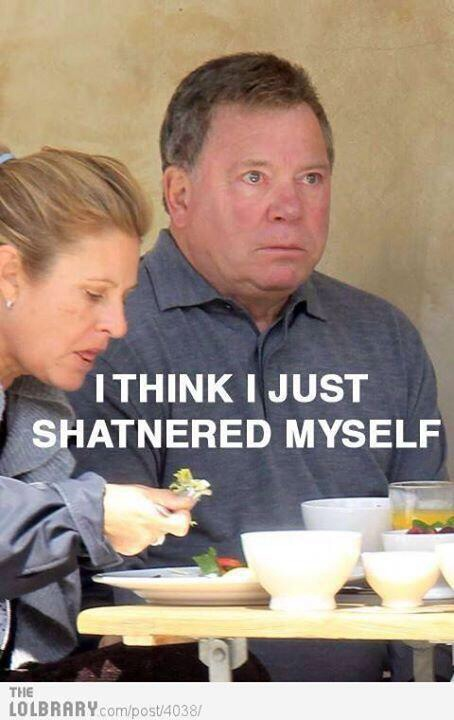 I THINK I JUST
SHATNERED MYSELF
THE
LOLBRARY.com/post/4038/